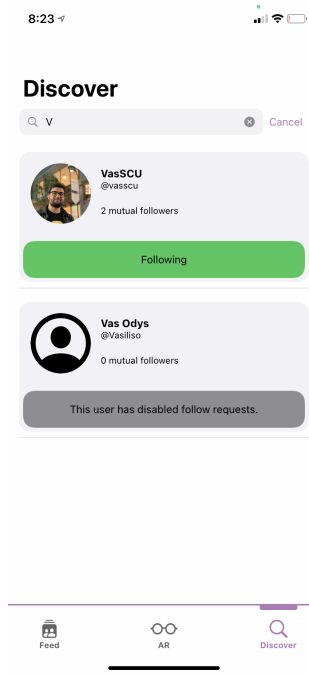 8:23
Discover
V
Cancel
VasSCU
@vasscu
2 mutual followers
Following
Vas Odys
@Vasiliso
0 mutual followers
This user has disabled follow requests.
Feed
AR
Discover